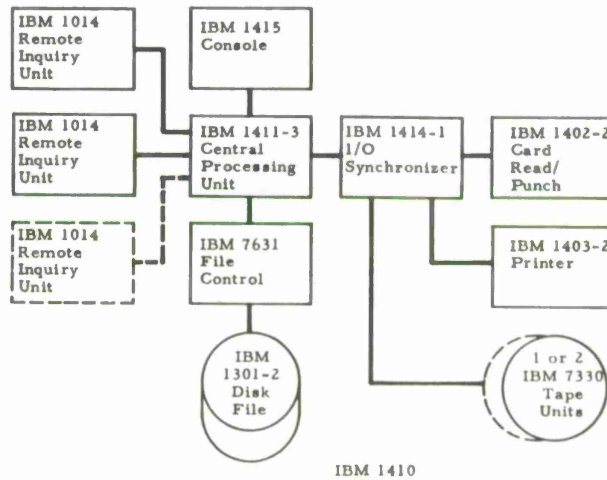 IBM 1014
Remote
Inquiry
Unit
IBM 1415
Console
IBM 1014
Remote
Inquiry
Unit
IBM 1411-3
Central
Processing
Unit
IBM 1414-1
I/O
Synchronizer
IBM 1402-2
Card
Read/
Punch
IBM 1014
Remote
Inquiry
Unit
IBM 7631
File
Control
IBM 1403-2
Printer
IBM
1301-2
Disk
File
1 or 2
IBM 7330
Tape
Units
IBM 1410